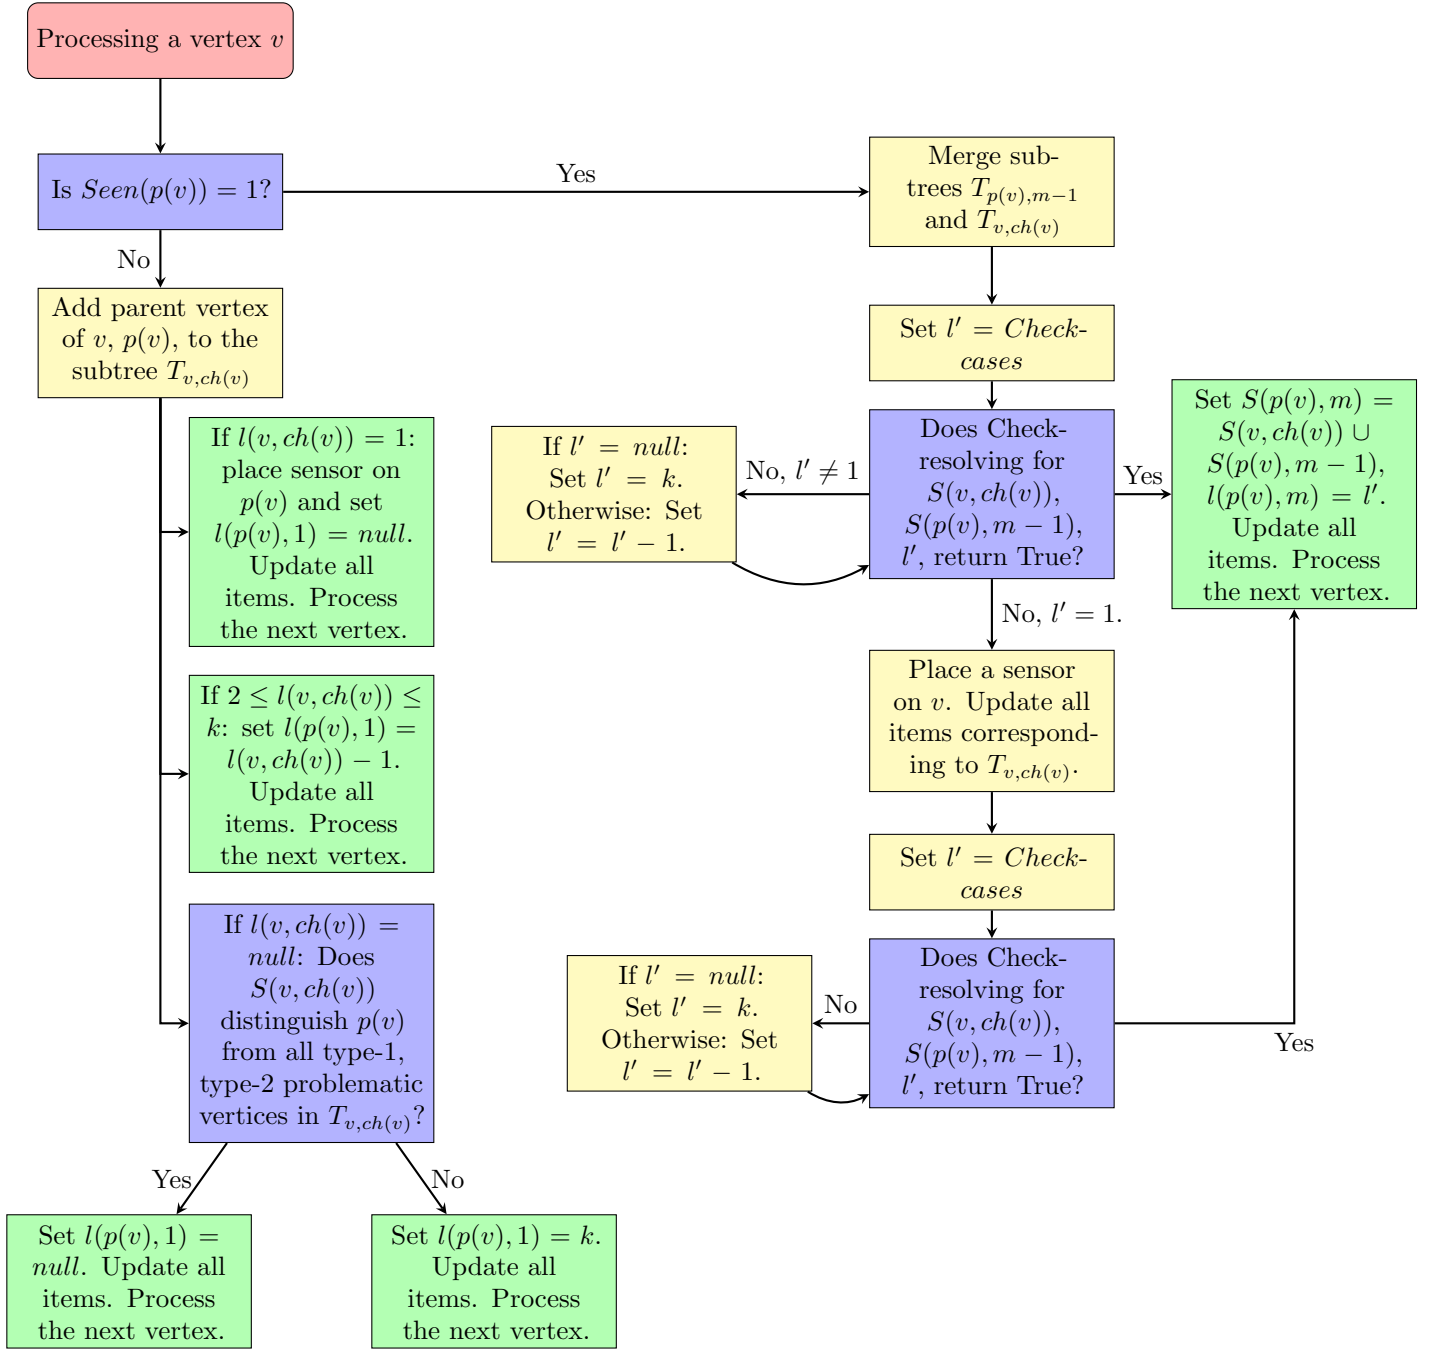 Processing a vertex v
Is Seen(p(v)) = 1?
Yes
No
Add parent vertex
of v, p(v), to the
subtree T_{v,ch(v)}
If l(v, ch(v)) = 1:
place sensor on
p(v) and set
l(p(v), 1) = null.
Update all
items. Process
the next vertex.
If 2 ≤ l(v, ch(v)) ≤
k: set l(p(v), 1) =
l(v, ch(v)) − 1.
Update all
items. Process
the next vertex.
If l(v, ch(v)) =
null: Does
S(v, ch(v))
distinguish p(v)
from all type-1,
type-2 problematic
vertices in T_{v,ch(v)}?
Yes
No
Set l(p(v), 1) =
null. Update all
items. Process
the next vertex.
Set l(p(v), 1) = k.
Update all
items. Process
the next vertex.
Merge sub-
trees T_{p(v),m−1}
and T_{v,ch(v)}
Set l′ = Check-
cases
Does Check-
resolving for
S(v, ch(v)),
S(p(v), m − 1),
l′, return True?
No, l′ ≠ 1
If l′ = null:
Set l′ = k.
Otherwise: Set
l′ = l′ − 1.
Yes
Set S(p(v), m) =
S(v, ch(v)) ∪
S(p(v), m − 1),
l(p(v), m) = l′.
Update all
items. Process
the next vertex.
No, l′ = 1.
Place a sensor
on v. Update all
items correspond-
ing to T_{v,ch(v)}.
Set l′ = Check-
cases
Does Check-
resolving for
S(v, ch(v)),
S(p(v), m − 1),
l′, return True?
No
If l′ = null:
Set l′ = k.
Otherwise: Set
l′ = l′ − 1.
Yes